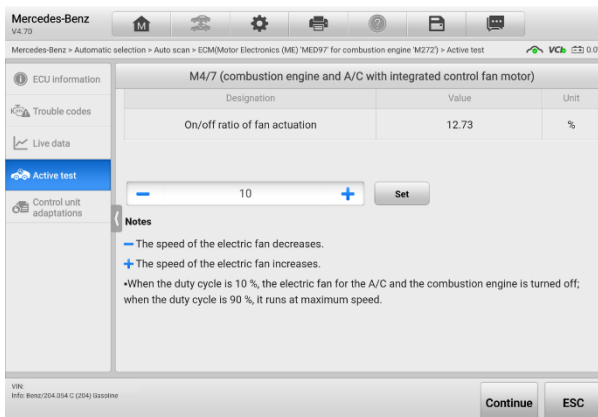 Mercedes-Benz
V4.70
Mercedes-Benz > Automatic selection > Auto scan > ECM(Motor Electronics (ME) 'MED97' for combustion engine 'M272') > Active test
VCI 0.0
ECU information
Trouble codes
Live data
Active test
Control unit
adaptations
M4/7 (combustion engine and A/C with integrated control fan motor)
Designation Value Unit
On/off ratio of fan actuation 12.73 %
− 10 + Set
Notes
− The speed of the electric fan decreases.
+ The speed of the electric fan increases.
•When the duty cycle is 10 %, the electric fan for the A/C and the combustion engine is turned off;
when the duty cycle is 90 %, it runs at maximum speed.
VIN:
Info: Benz/204.054 C (204) Gasoline
Continue ESC